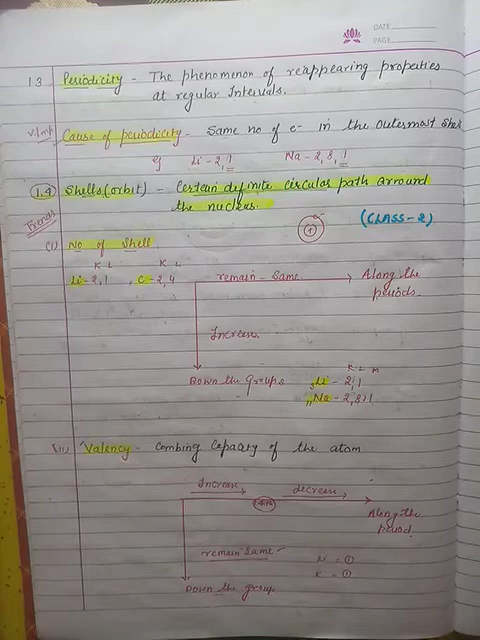 DATE
PAGE
1.3 Periodicity - The phenomenon of reappearing properties
at regular Intervals.
V.Imp Cause of periodicity - Same no of e- in the outermost shell
eg Li - 2,1 Na - 2,8,1
1.4 Shells (orbit) - Certain definite circular path arround
the nucleus.
(CLASS-2)
Trends
(i) No of Shell
K L K L
Li - 2,1 , C - 2,4
remain - Same Along the
periods.
Increase
Down the groups
K L M
Li - 2,1
Na - 2,8,1
(ii) Valency - Combing Capacity of the atom
Increase decrease
Along the
period.
remain Same
Li = 1
K = 1
Down the group.